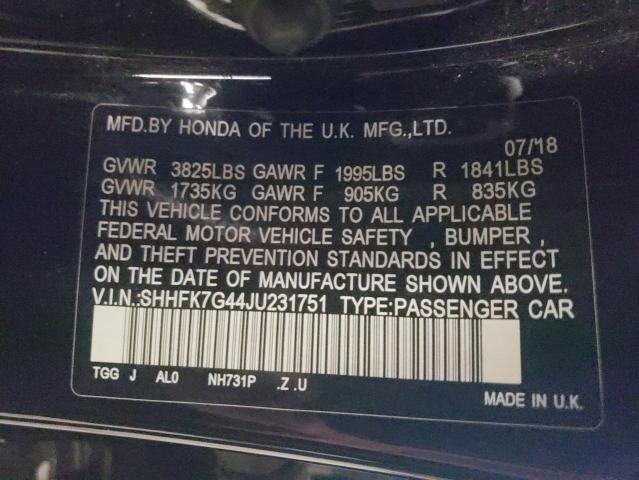 MFD.BY HONDA OF THE U.K. MFG.,LTD.
07/18
GVWR 3825LBS GAWR F 1995LBS R 1841LBS
GVWR 1735KG GAWR F 905KG R 835KG
THIS VEHICLE CONFORMS TO ALL APPLICABLE
FEDERAL MOTOR VEHICLE SAFETY , BUMPER ,
AND THEFT PREVENTION STANDARDS IN EFFECT
ON THE DATE OF MANUFACTURE SHOWN ABOVE.
V.I.N.:SHHFK7G44JU231751 TYPE:PASSENGER CAR
TGG J AL0 NH731P .Z .U
MADE IN U.K.